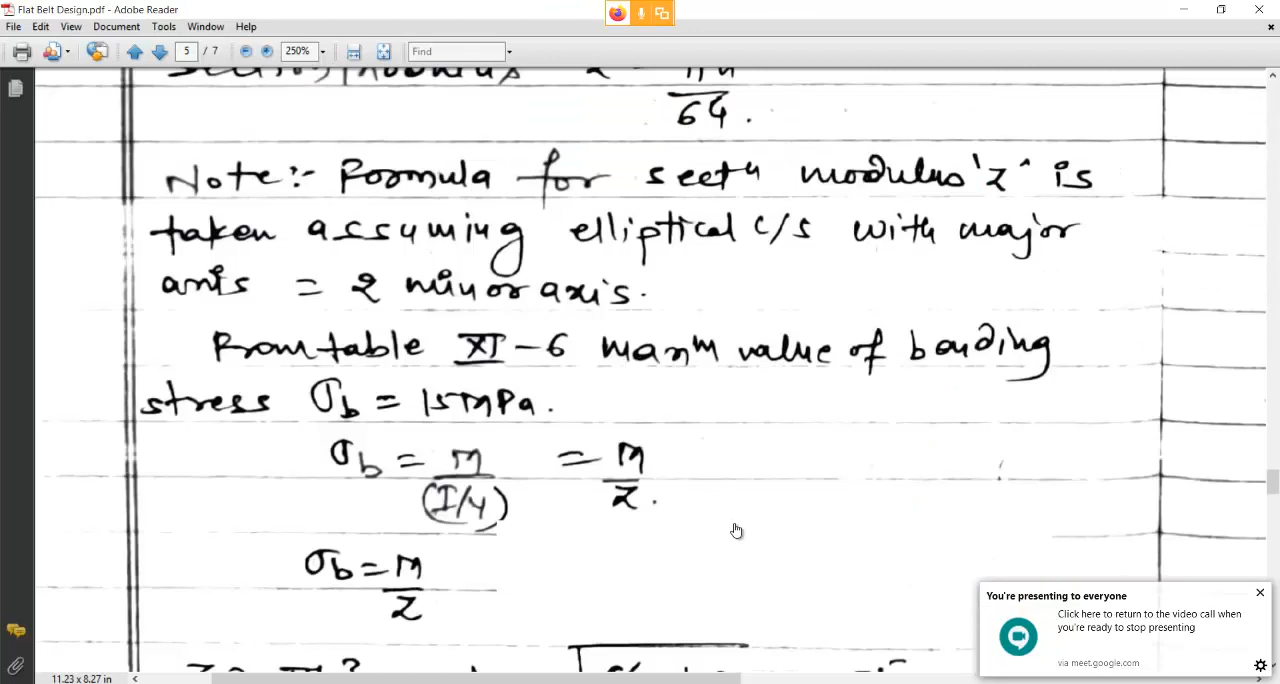 Flat Belt Design.pdf - Adobe Reader
File Edit View Document Tools Window Help
5 / 7 250% Find
64.
Note:- Formula for sectn modulus 'z' is
taken assuming elliptical c/s with major
axis = 2 minor axis.
From table XI-6 maxm value of bending
stress σb = 15MPa.
σb = M/(I/y) = M/z.
σb = M/z
You're presenting to everyone
Click here to return to the video call when
you're ready to stop presenting
via meet.google.com
11.23 x 8.27 in